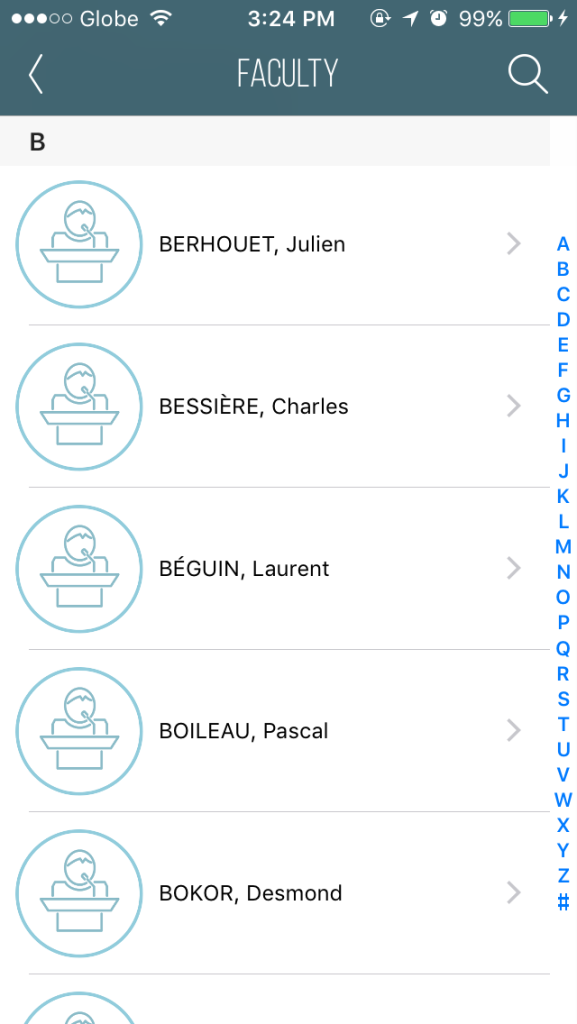 Globe 3:24 PM 99%
FACULTY
B
BERHOUET, Julien
BESSIÈRE, Charles
BÉGUIN, Laurent
BOILEAU, Pascal
BOKOR, Desmond
A
B
C
D
E
F
G
H
I
J
K
L
M
N
O
P
Q
R
S
T
U
V
W
X
Y
Z
#